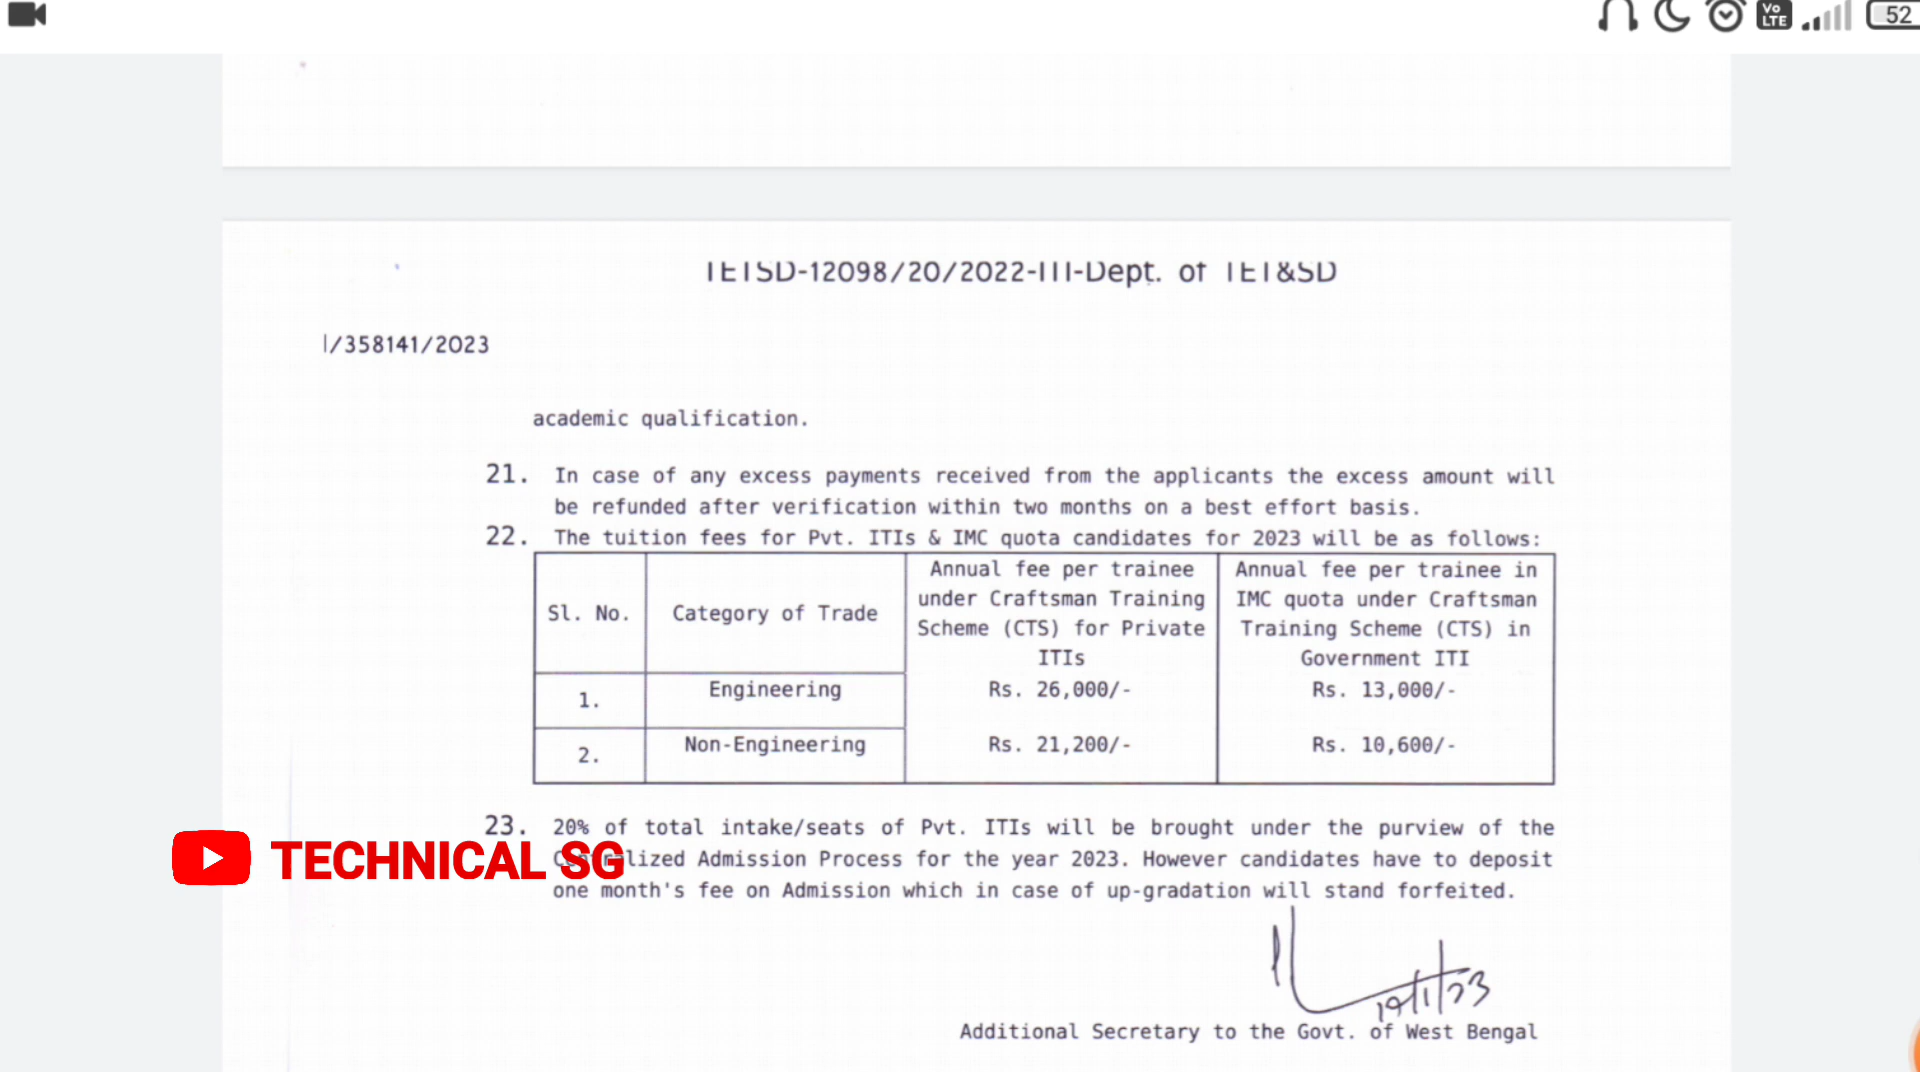 Vo LTE 52
TETSD-12098/20/2022-ITI-Dept. of TET&SD
I/358141/2023
academic qualification.
21. In case of any excess payments received from the applicants the excess amount will
be refunded after verification within two months on a best effort basis.
22. The tuition fees for Pvt. ITIs & IMC quota candidates for 2023 will be as follows:
Sl. No.
Category of Trade
Annual fee per trainee
under Craftsman Training
Scheme (CTS) for Private
ITIs
Annual fee per trainee in
IMC quota under Craftsman
Training Scheme (CTS) in
Government ITI
1. Engineering Rs. 26,000/- Rs. 13,000/-
2. Non-Engineering Rs. 21,200/- Rs. 10,600/-
23. 20% of total intake/seats of Pvt. ITIs will be brought under the purview of the
Centralized Admission Process for the year 2023. However candidates have to deposit
one month's fee on Admission which in case of up-gradation will stand forfeited.
TECHNICAL SG
19/1/23
Additional Secretary to the Govt. of West Bengal